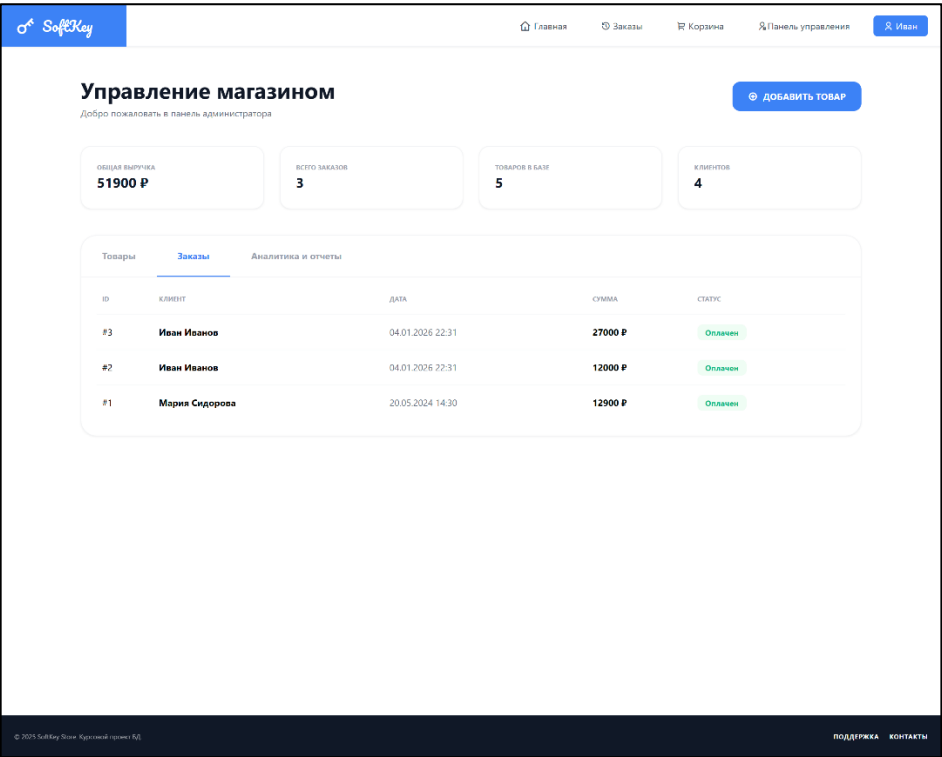 SoftKey
Главная Заказы Корзина Панель управления Иван
Управление магазином
Добро пожаловать в панель администратора
ДОБАВИТЬ ТОВАР
ОБЩАЯ ВЫРУЧКА ВСЕГО ЗАКАЗОВ ТОВАРОВ В БАЗЕ КЛИЕНТОВ
51900 ₽ 3 5 4
Товары Заказы Аналитика и отчеты
ID КЛИЕНТ ДАТА СУММА СТАТУС
#3 Иван Иванов 04.01.2026 22:31 27000 ₽ Оплачен
#2 Иван Иванов 04.01.2026 22:31 12000 ₽ Оплачен
#1 Мария Сидорова 20.05.2024 14:30 12900 ₽ Оплачен
© 2025 SoftKey Store. Курсовой проект БД. ПОДДЕРЖКА КОНТАКТЫ